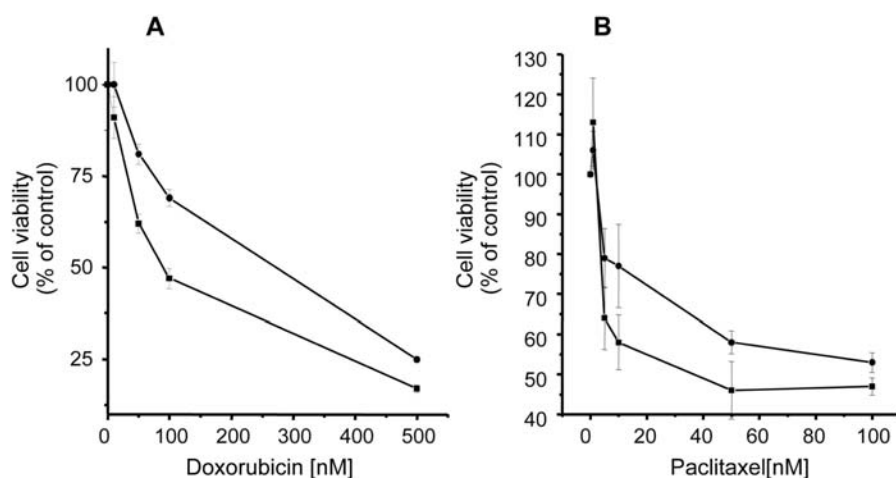 A
100
75
50
25
Cell viability
(% of control)
0 100 200 300 400 500
Doxorubicin [nM]
B
130
120
110
100
90
80
70
60
50
40
Cell viability
(% of control)
0 20 40 60 80 100
Paclitaxel[nM]